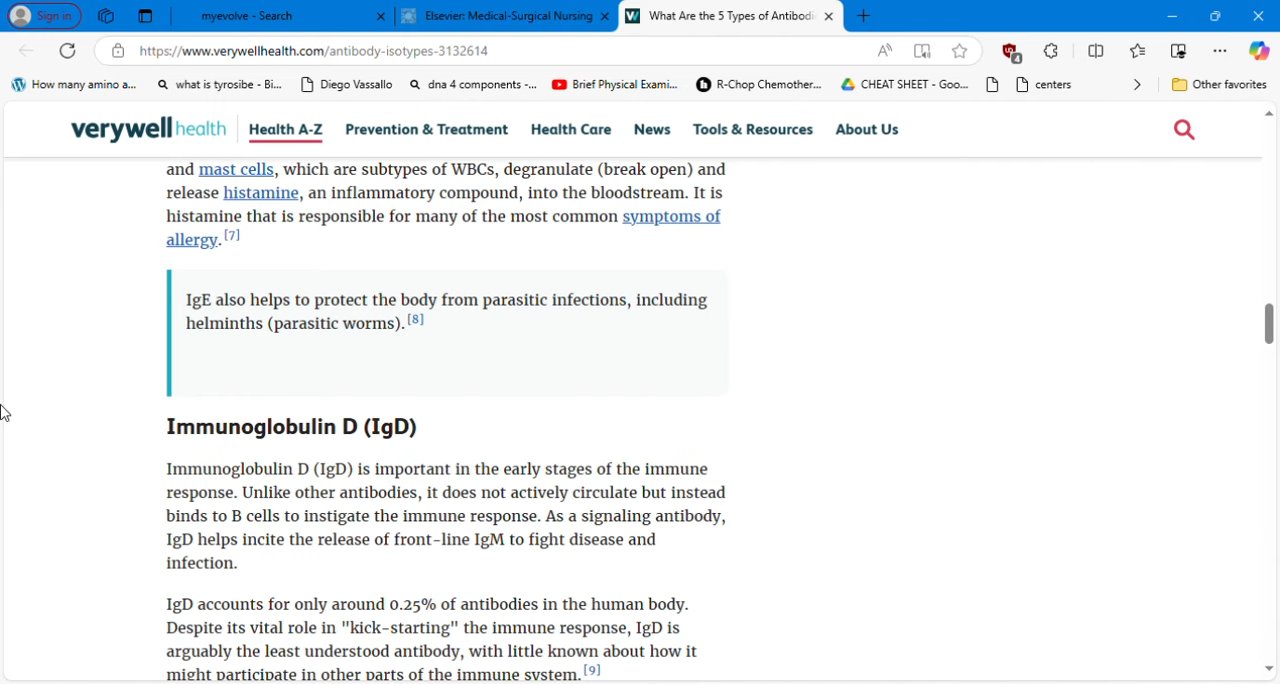 Sign in
myevolve - Search
Elsevier: Medical-Surgical Nursing
What Are the 5 Types of Antibodi
https://www.verywellhealth.com/antibody-isotypes-3132614
4
How many amino a...
what is tyrosibe - Bi...
Diego Vassallo
dna 4 components -...
Brief Physical Exami...
R-Chop Chemother...
CHEAT SHEET - Goo...
centers
Other favorites
verywell health
Health A-Z
Prevention & Treatment
Health Care
News
Tools & Resources
About Us
and mast cells, which are subtypes of WBCs, degranulate (break open) and
release histamine, an inflammatory compound, into the bloodstream. It is
histamine that is responsible for many of the most common symptoms of
allergy. [7]
IgE also helps to protect the body from parasitic infections, including
helminths (parasitic worms). [8]
Immunoglobulin D (IgD)
Immunoglobulin D (IgD) is important in the early stages of the immune
response. Unlike other antibodies, it does not actively circulate but instead
binds to B cells to instigate the immune response. As a signaling antibody,
IgD helps incite the release of front-line IgM to fight disease and
infection.
IgD accounts for only around 0.25% of antibodies in the human body.
Despite its vital role in "kick-starting" the immune response, IgD is
arguably the least understood antibody, with little known about how it
might participate in other parts of the immune system. [9]